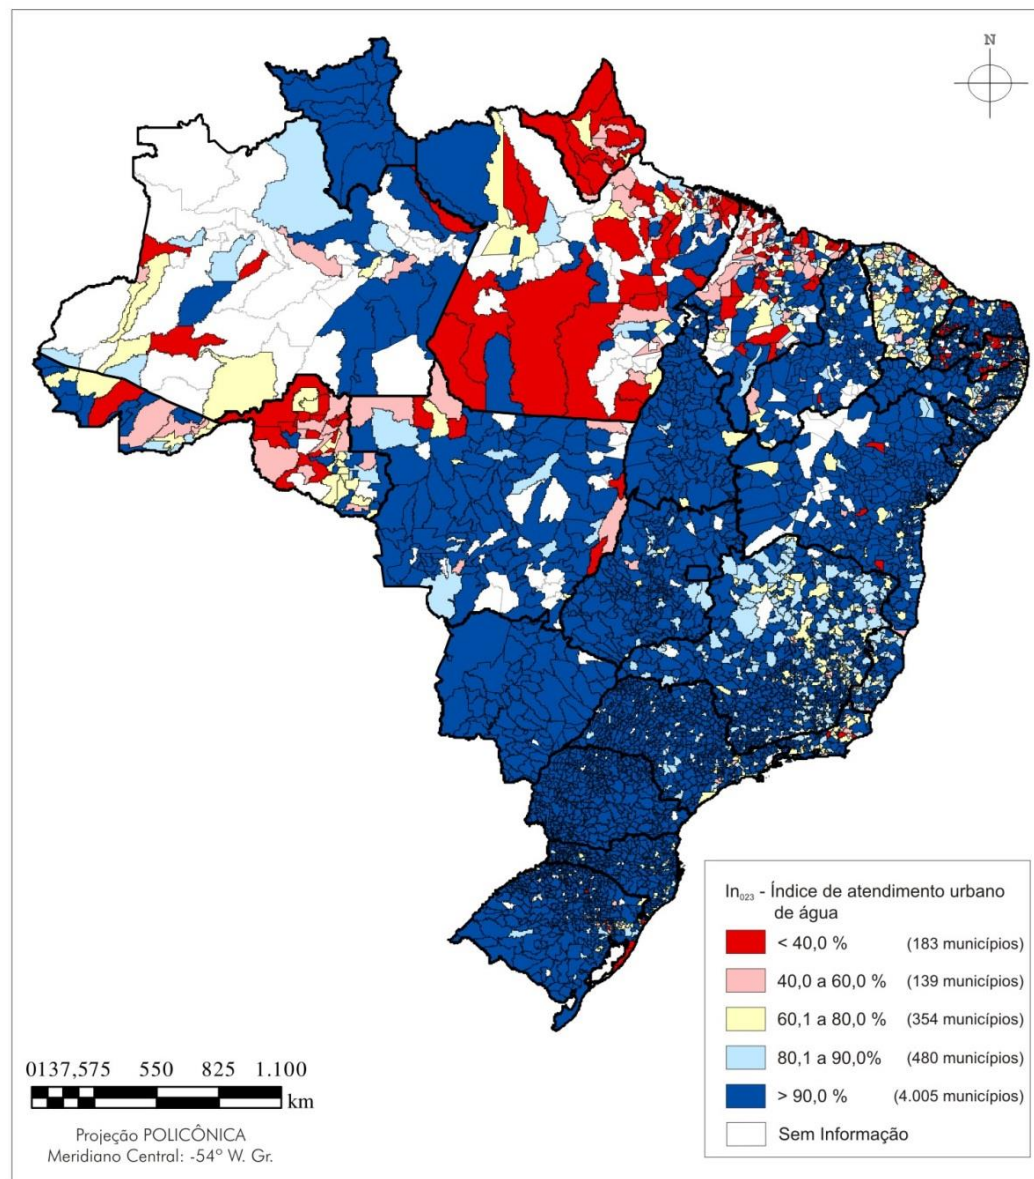 N
In023 - Índice de atendimento urbano
de água
< 40,0 % (183 municípios)
40,0 a 60,0 % (139 municípios)
60,1 a 80,0 % (354 municípios)
80,1 a 90,0% (480 municípios)
> 90,0 % (4.005 municípios)
Sem Informação
0137,575 550 825 1.100
km
Projeção POLICÔNICA
Meridiano Central: -54º W. Gr.